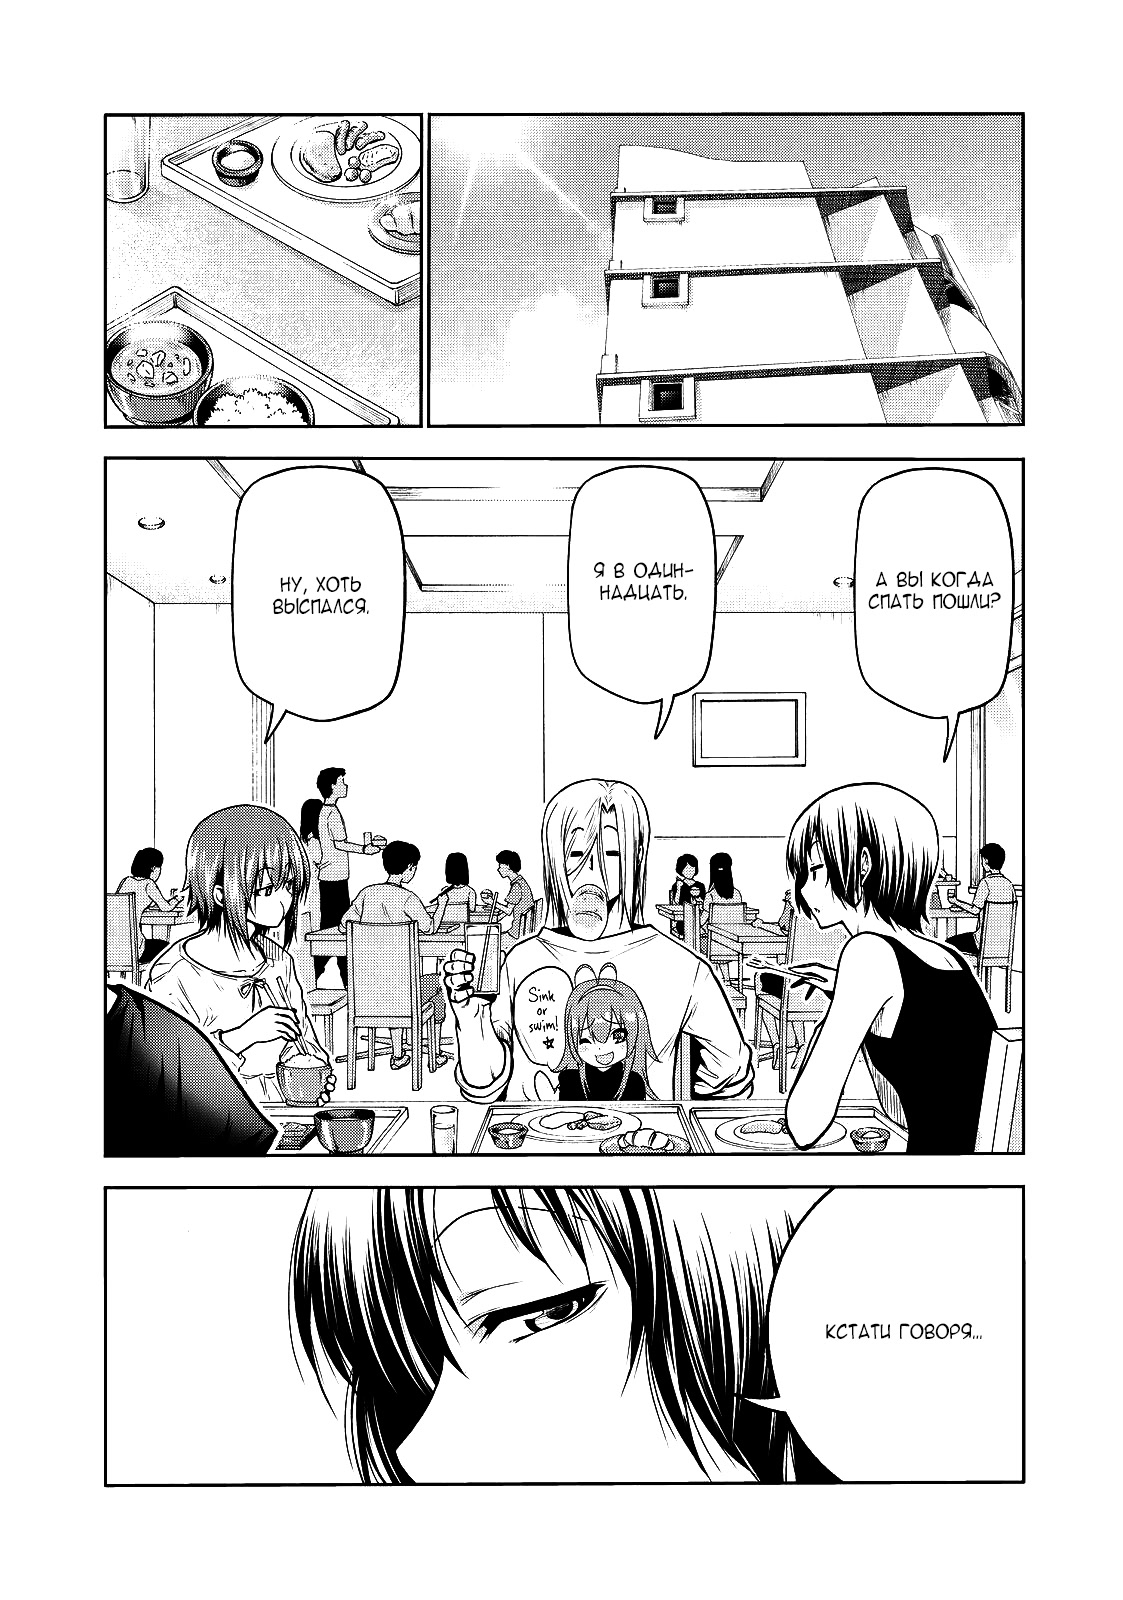 А ВЫ КОГДА
СПАТЬ ПОШЛИ?
Я В ОДИН-
НАДЦАТЬ.
НУ, ХОТЬ
ВЫСПАЛСЯ.
Sink
or
swim!
КСТАТИ ГОВОРЯ...